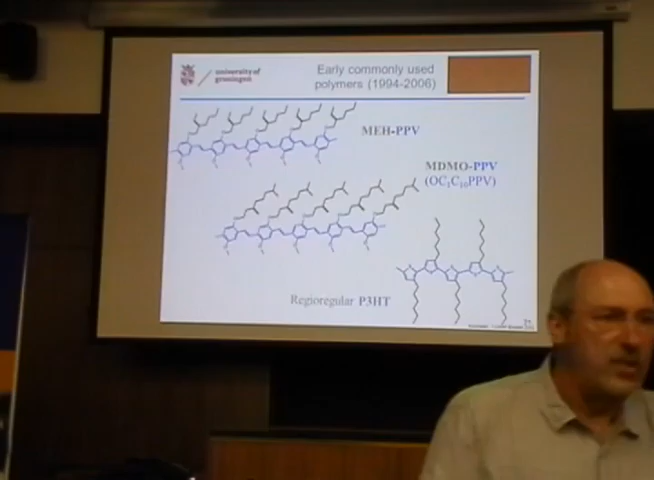 university of
groningen
Early commonly used
polymers (1994-2006)
MEH-PPV
MDMO-PPV
(OC₁C₁₀PPV)
Regioregular P3HT